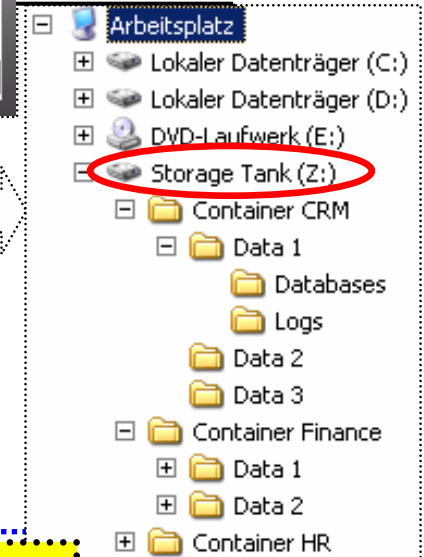 Arbeitsplatz
Lokaler Datenträger (C:)
Lokaler Datenträger (D:)
DVD-Laufwerk (E:)
Storage Tank (Z:)
Container CRM
Data 1
Databases
Logs
Data 2
Data 3
Container Finance
Data 1
Data 2
Container HR